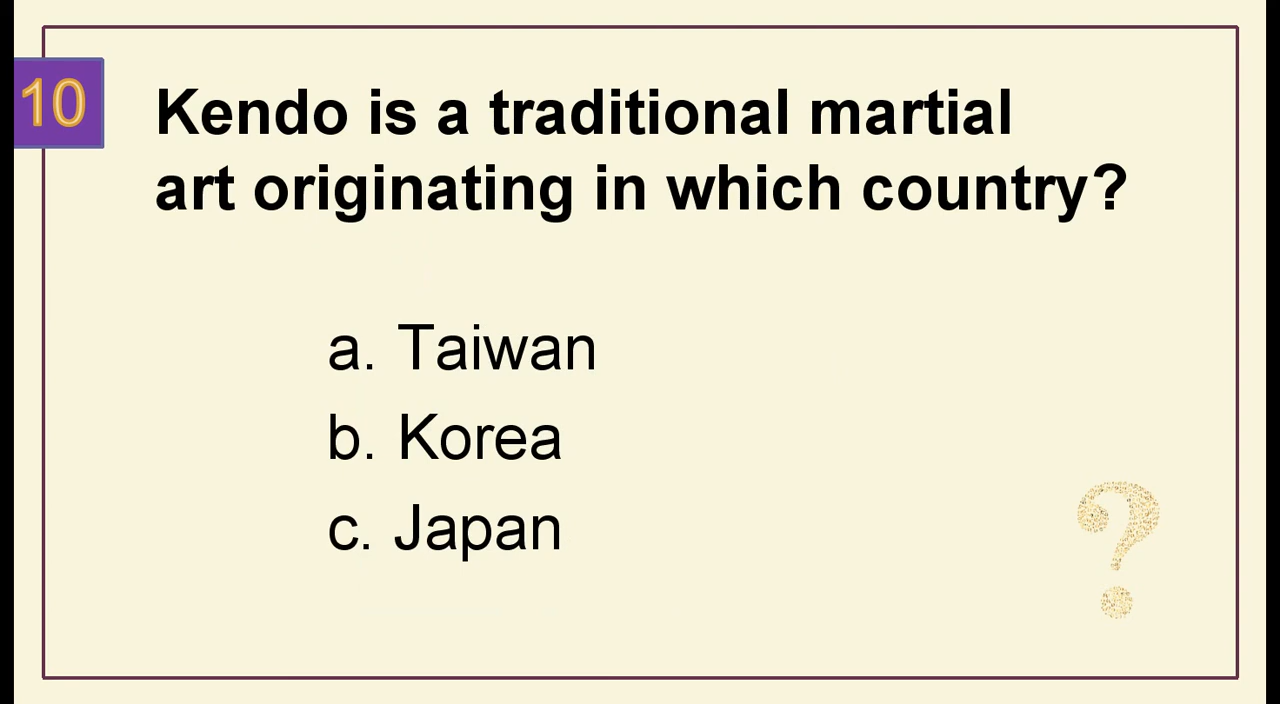 10
Kendo is a traditional martial
art originating in which country?
a. Taiwan
b. Korea
c. Japan
?